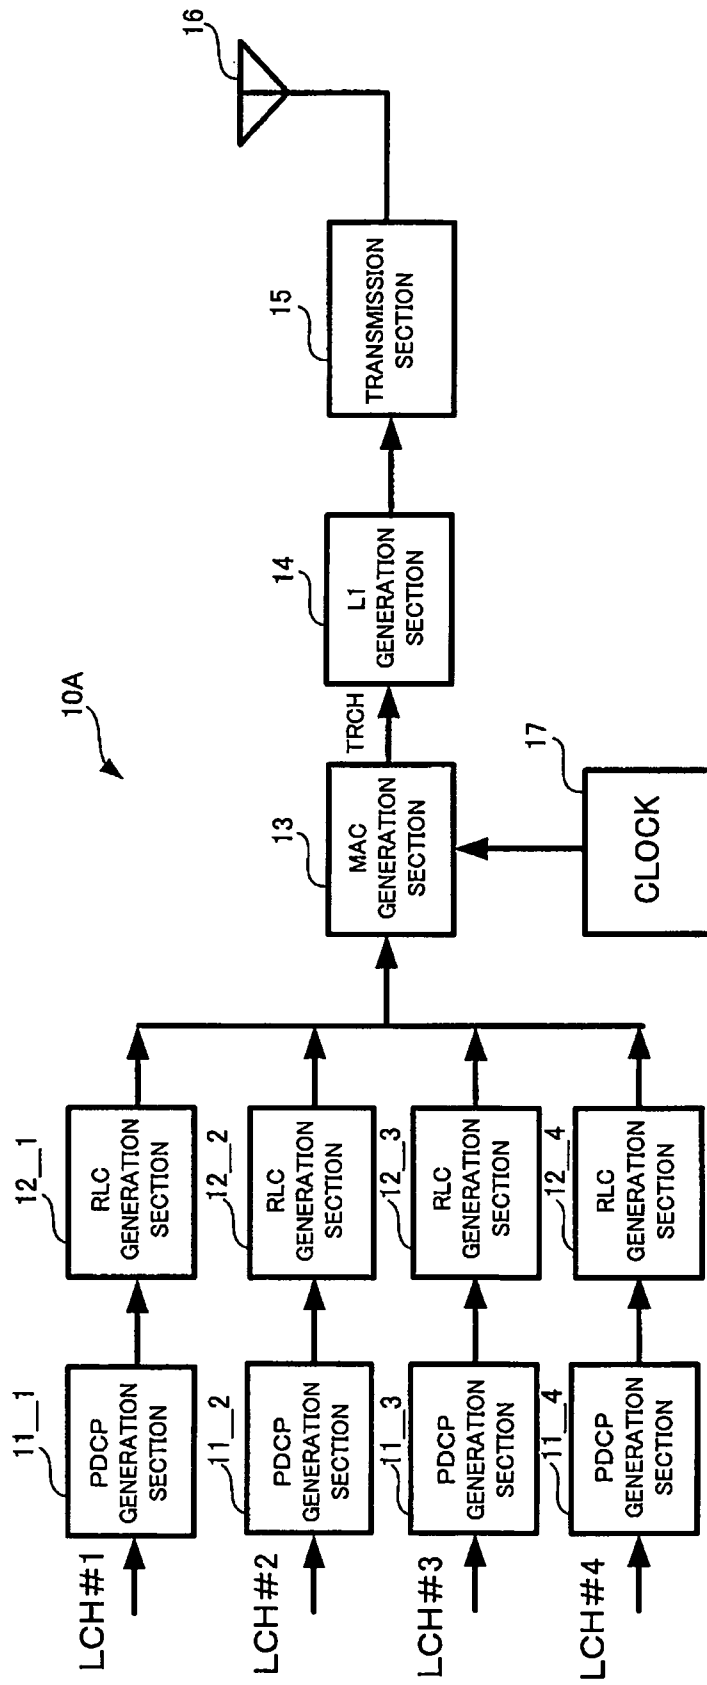 10A
LCH#1
11_1
PDCP
GENERATION
SECTION
12_1
RLC
GENERATION
SECTION
LCH#2
11_2
PDCP
GENERATION
SECTION
12_2
RLC
GENERATION
SECTION
LCH#3
11_3
PDCP
GENERATION
SECTION
12_3
RLC
GENERATION
SECTION
LCH#4
11_4
PDCP
GENERATION
SECTION
12_4
RLC
GENERATION
SECTION
13
MAC
GENERATION
SECTION
TRCH
14
L1
GENERATION
SECTION
15
TRANSMISSION
SECTION
16
17
CLOCK